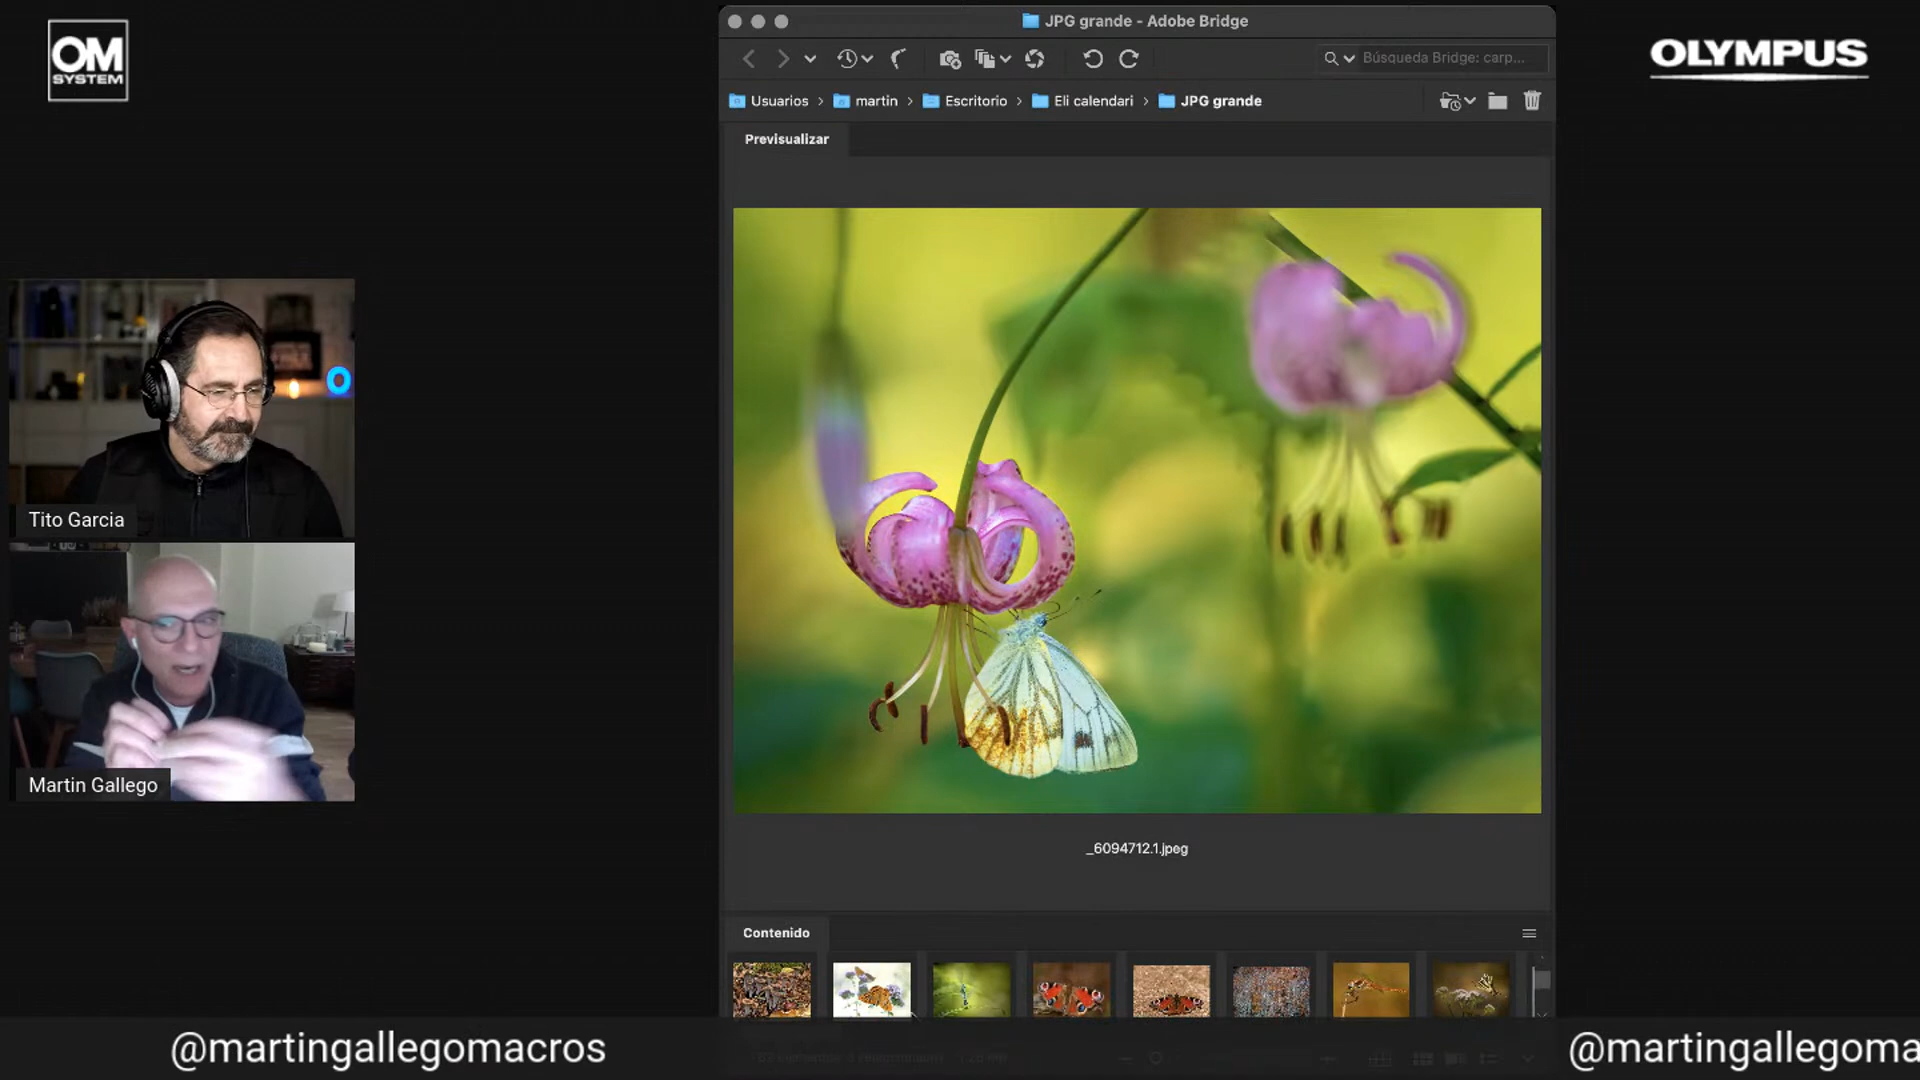 OM
SYSTEM
JPG grande - Adobe Bridge
Búsqueda Bridge: carp...
OLYMPUS
Usuarios > martin > Escritorio > Eli calendari > JPG grande
Previsualizar
Tito Garcia
Martin Gallego
_6094712.1.jpeg
Contenido
@martingallegomacros
@martingallegoma